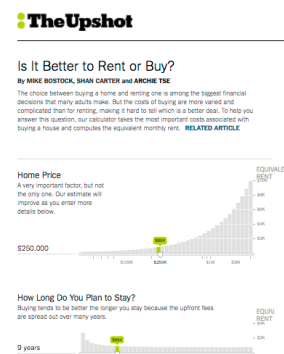 TheUpshot
Is It Better to Rent or Buy?
By MIKE BOSTOCK, SHAN CARTER and ARCHIE TSE
The choice between buying a home and renting one is among the biggest financial
decisions that many adults make. But the costs of buying are more varied and
complicated than for renting, making it hard to tell which is a better deal. To help you
answer this question, our calculator takes the most important costs associated with
buying a house and computes the equivalent monthly rent. RELATED ARTICLE
EQUIVALE
RENT
Home Price
A very important factor, but not
the only one. Our estimate will
improve as you enter more
details below.
$250,000
$100K
$250K
$1M
How Long Do You Plan to Stay?
Buying tends to be better the longer you stay because the upfront fees
are spread out over many years.
EQUIV.
RENT
9 years